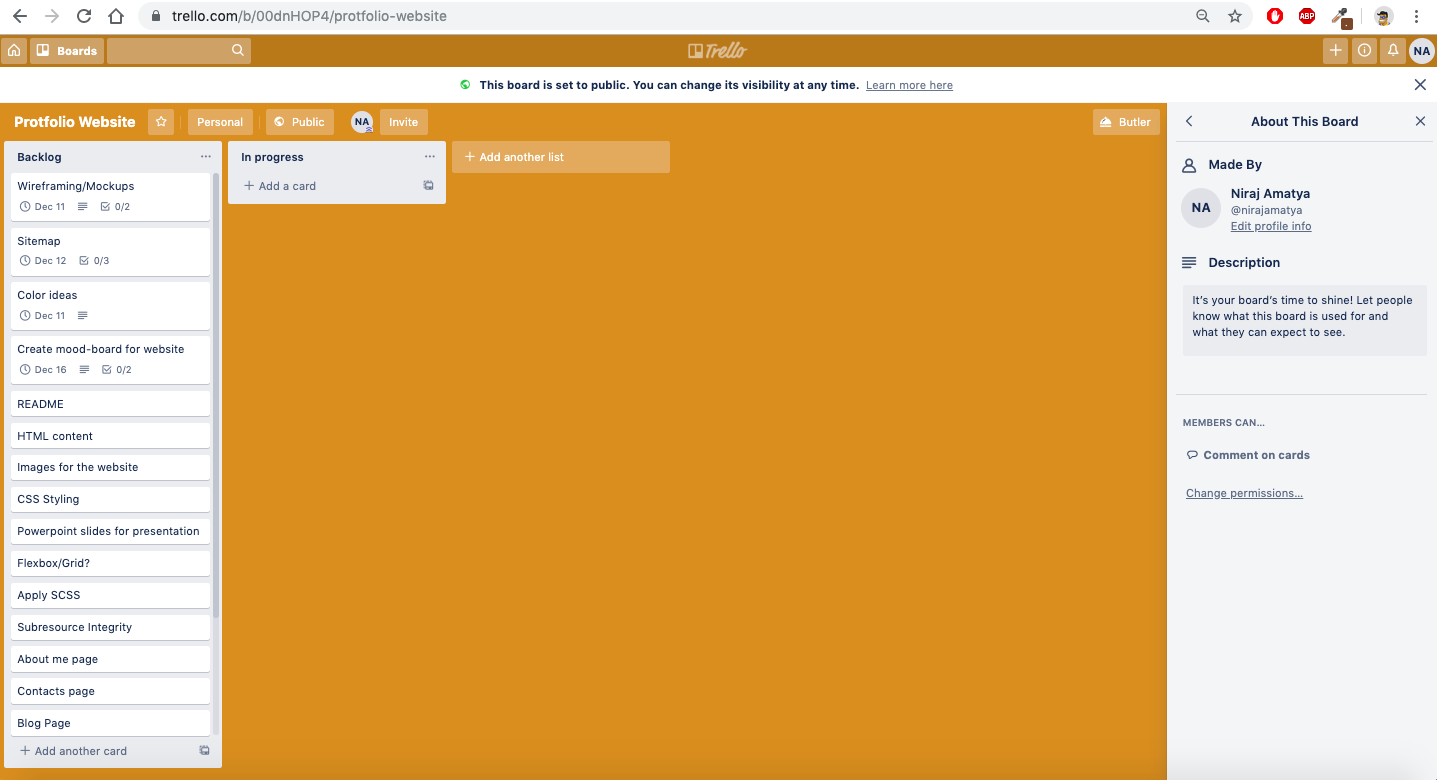 trello.com/b/00dnHOP4/protfolio-website
ABP
Boards
Trello
NA
This board is set to public. You can change its visibility at any time. Learn more here
Protfolio Website
Personal
Public
NA
Invite
Butler
Backlog
Wireframing/Mockups
Dec 11
0/2
Sitemap
Dec 12
0/3
Color ideas
Dec 11
Create mood-board for website
Dec 16
0/2
README
HTML content
Images for the website
CSS Styling
Powerpoint slides for presentation
Flexbox/Grid?
Apply SCSS
Subresource Integrity
About me page
Contacts page
Blog Page
+ Add another card
In progress
+ Add a card
+ Add another list
About This Board
Made By
NA
Niraj Amatya
@nirajamatya
Edit profile info
Description
It's your board's time to shine! Let people
know what this board is used for and
what they can expect to see.
MEMBERS CAN...
Comment on cards
Change permissions...